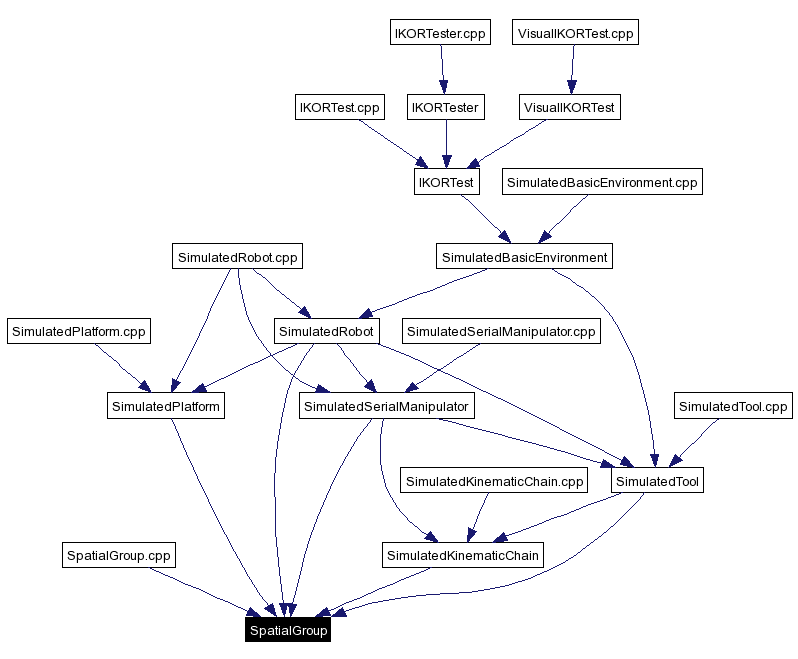 IKORTester.cpp
VisualIKORTest.cpp
IKORTest.cpp
IKORTester
VisualIKORTest
IKORTest
SimulatedBasicEnvironment.cpp
SimulatedRobot.cpp
SimulatedBasicEnvironment
SimulatedPlatform.cpp
SimulatedRobot
SimulatedSerialManipulator.cpp
SimulatedPlatform
SimulatedSerialManipulator
SimulatedTool.cpp
SimulatedKinematicChain.cpp
SimulatedTool
SpatialGroup.cpp
SimulatedKinematicChain
SpatialGroup